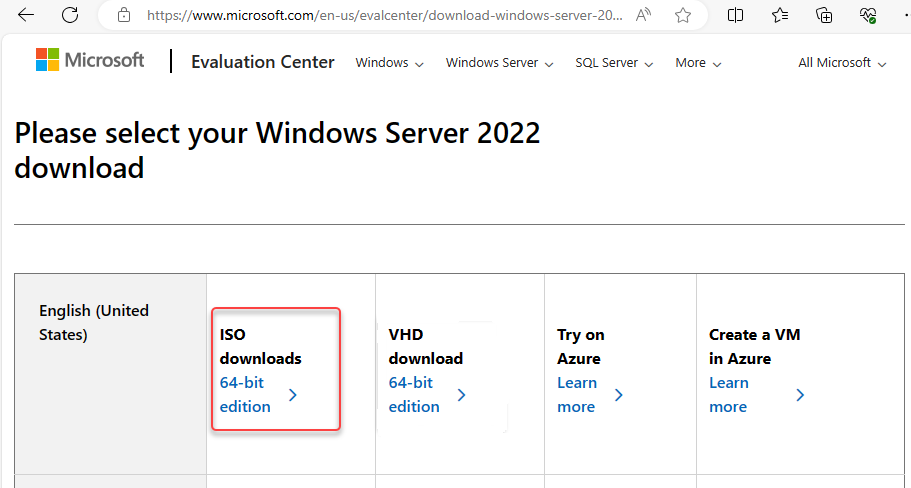 https://www.microsoft.com/en-us/evalcenter/download-windows-server-20...
Microsoft | Evaluation Center Windows Windows Server SQL Server More All Microsoft
Please select your Windows Server 2022
download
English (United
States)
ISO
downloads
64-bit
edition
VHD
download
64-bit
edition
Try on
Azure
Learn
more
Create a VM
in Azure
Learn
more